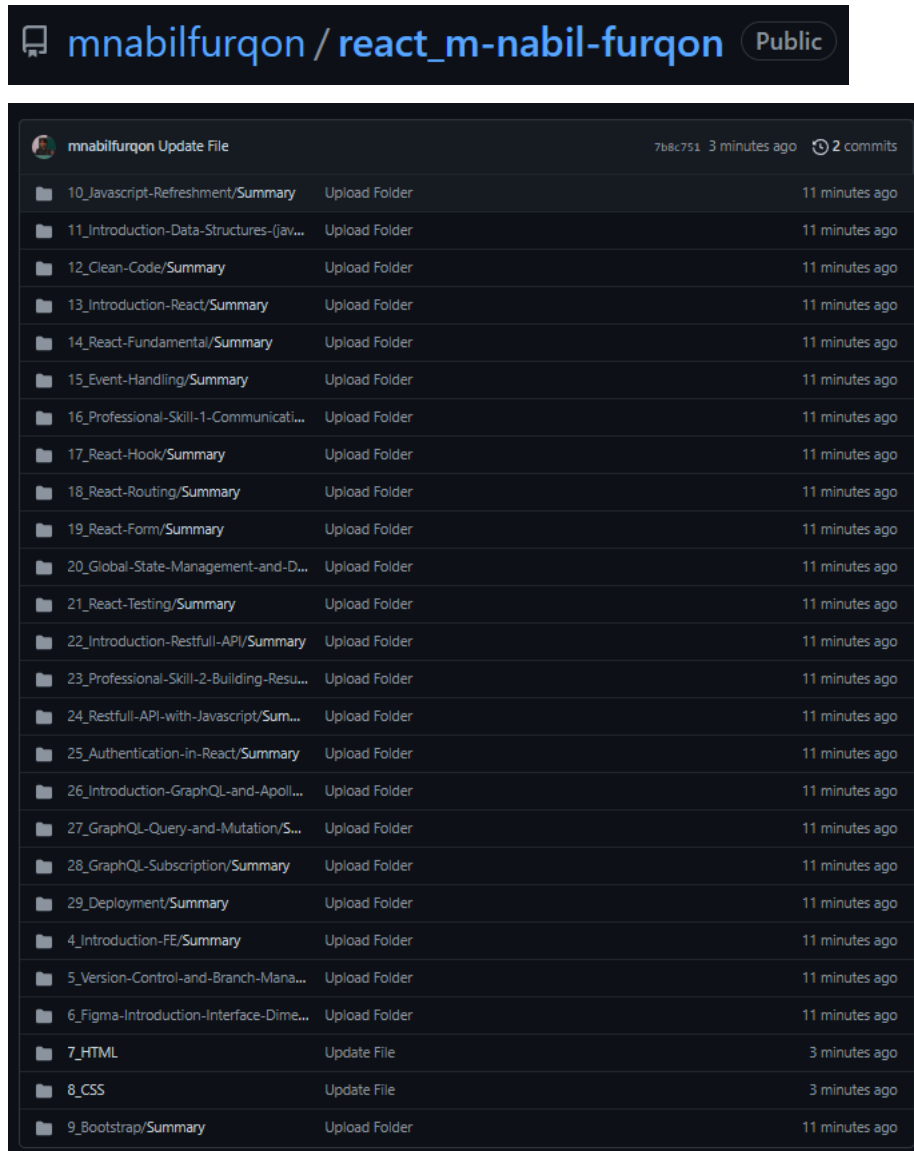 mnabilfurqon / react_m-nabil-furqon Public
mnabilfurqon Update File 7b8c751 3 minutes ago 2 commits
10_Javascript-Refreshment/Summary Upload Folder 11 minutes ago
11_Introduction-Data-Structures-(jav... Upload Folder 11 minutes ago
12_Clean-Code/Summary Upload Folder 11 minutes ago
13_Introduction-React/Summary Upload Folder 11 minutes ago
14_React-Fundamental/Summary Upload Folder 11 minutes ago
15_Event-Handling/Summary Upload Folder 11 minutes ago
16_Professional-Skill-1-Communicati... Upload Folder 11 minutes ago
17_React-Hook/Summary Upload Folder 11 minutes ago
18_React-Routing/Summary Upload Folder 11 minutes ago
19_React-Form/Summary Upload Folder 11 minutes ago
20_Global-State-Management-and-D... Upload Folder 11 minutes ago
21_React-Testing/Summary Upload Folder 11 minutes ago
22_Introduction-Restfull-API/Summary Upload Folder 11 minutes ago
23_Professional-Skill-2-Building-Resu... Upload Folder 11 minutes ago
24_Restfull-API-with-Javascript/Sum... Upload Folder 11 minutes ago
25_Authentication-in-React/Summary Upload Folder 11 minutes ago
26_Introduction-GraphQL-and-Apoll... Upload Folder 11 minutes ago
27_GraphQL-Query-and-Mutation/S... Upload Folder 11 minutes ago
28_GraphQL-Subscription/Summary Upload Folder 11 minutes ago
29_Deployment/Summary Upload Folder 11 minutes ago
4_Introduction-FE/Summary Upload Folder 11 minutes ago
5_Version-Control-and-Branch-Mana... Upload Folder 11 minutes ago
6_Figma-Introduction-Interface-Dime... Upload Folder 11 minutes ago
7_HTML Update File 3 minutes ago
8_CSS Update File 3 minutes ago
9_Bootstrap/Summary Upload Folder 11 minutes ago